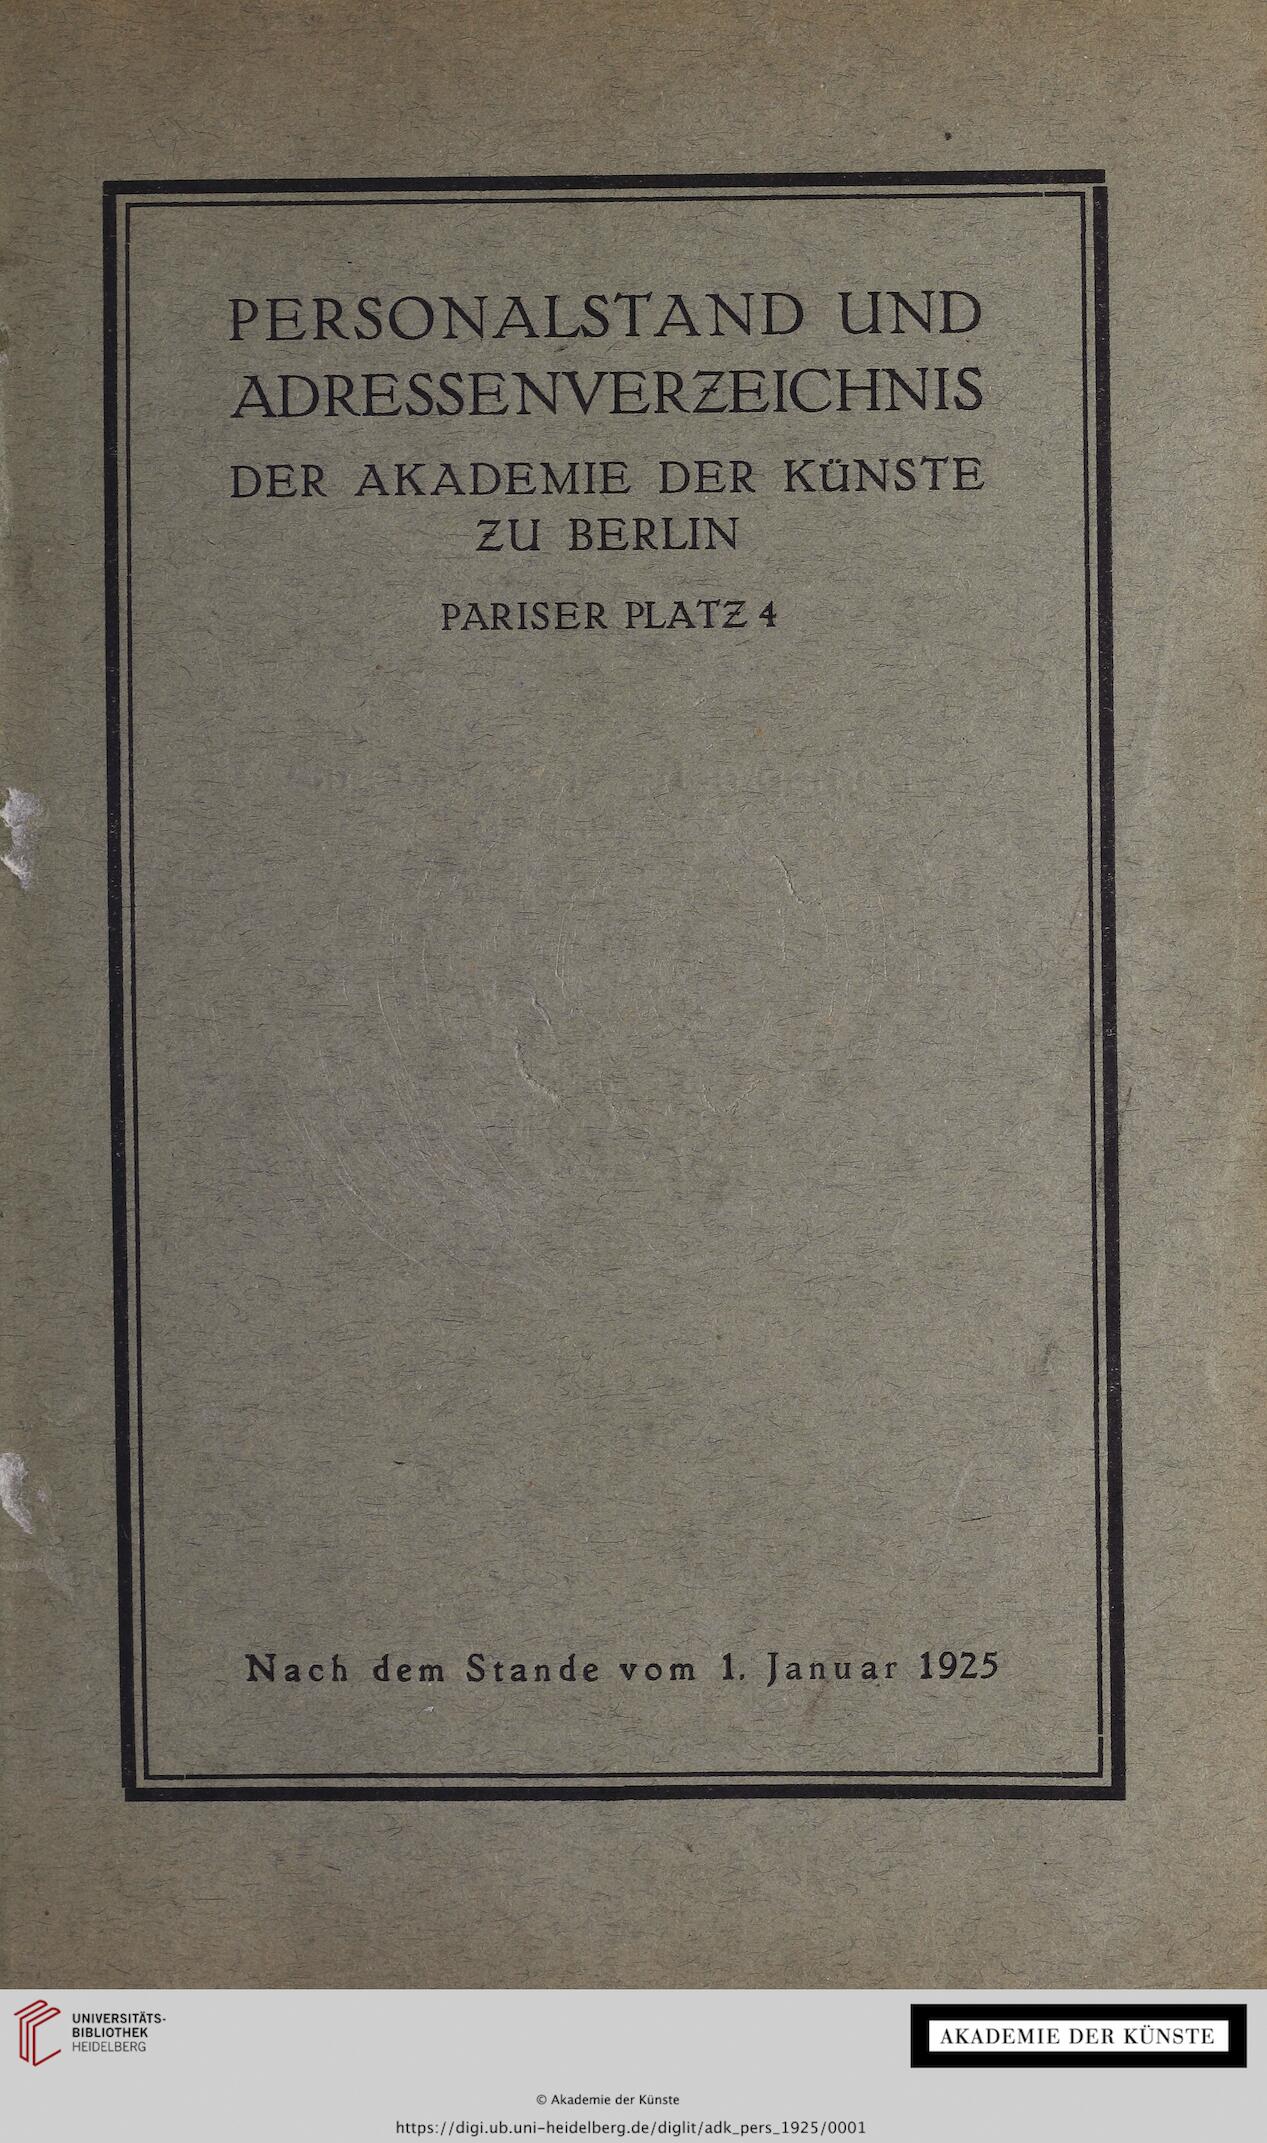 PERSONALSTAND UND
ADRESSENVERZEICHNIS
DER AKADEMIE DER KÜNSTE
ZU BERLIN
PARISER PLATZ 4
Nach dem Stande vom 1. Januar 1925
UNIVERSITÄTS-
BIBLIOTHEK
HEIDELBERG
AKADEMIE DER KÜNSTE
© Akademie der Künste
https://digi.ub.uni-heidelberg.de/diglit/adk_pers_1925/0001